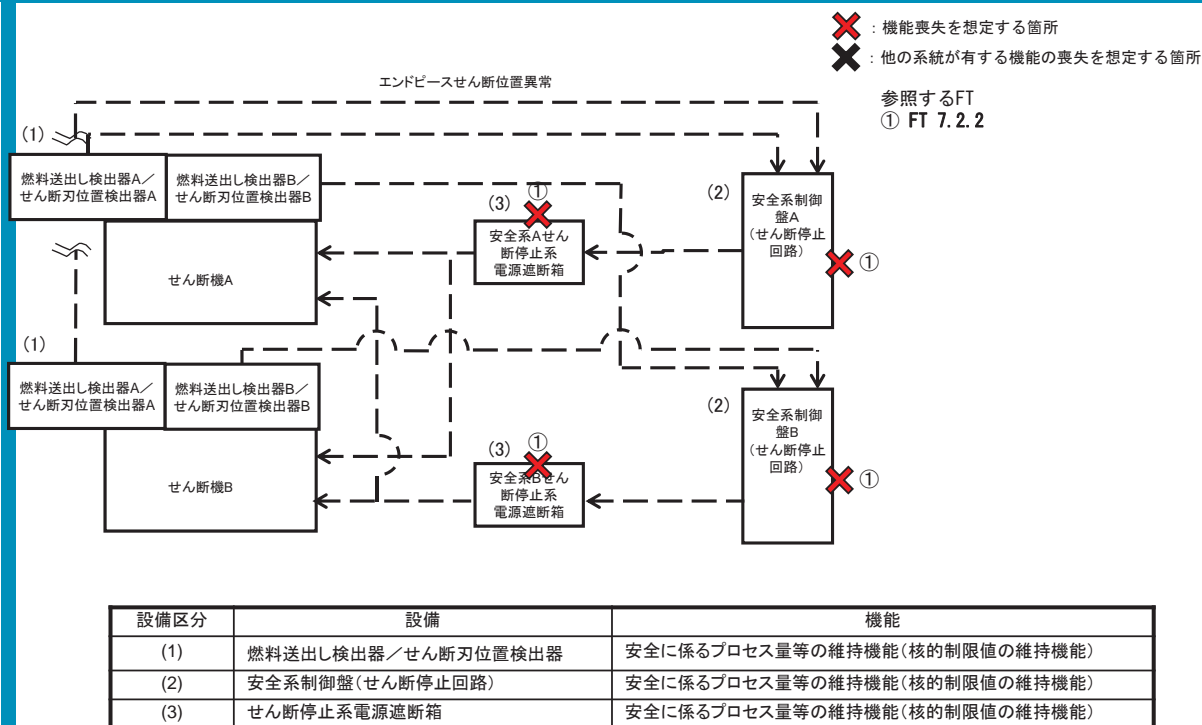 ：機能喪失を想定する箇所
：他の系統が有する機能の喪失を想定する箇所
参照するFT
① FT 7.2.2
エンドピースせん断位置異常
(1)
燃料送出し検出器A／
せん断刃位置検出器A
燃料送出し検出器B／
せん断刃位置検出器B
せん断機A
(3)
①
安全系Aせん
断停止系
電源遮断箱
(2)
安全系制御
盤A
(せん断停止
回路)
①
(1)
燃料送出し検出器A／
せん断刃位置検出器A
燃料送出し検出器B／
せん断刃位置検出器B
せん断機B
(3)
①
安全系Bせん
断停止系
電源遮断箱
(2)
安全系制御
盤B
(せん断停止
回路)
①
設備区分 設備 機能
(1) 燃料送出し検出器／せん断刃位置検出器 安全に係るプロセス量等の維持機能(核的制限値の維持機能)
(2) 安全系制御盤(せん断停止回路) 安全に係るプロセス量等の維持機能(核的制限値の維持機能)
(3) せん断停止系電源遮断箱 安全に係るプロセス量等の維持機能(核的制限値の維持機能)